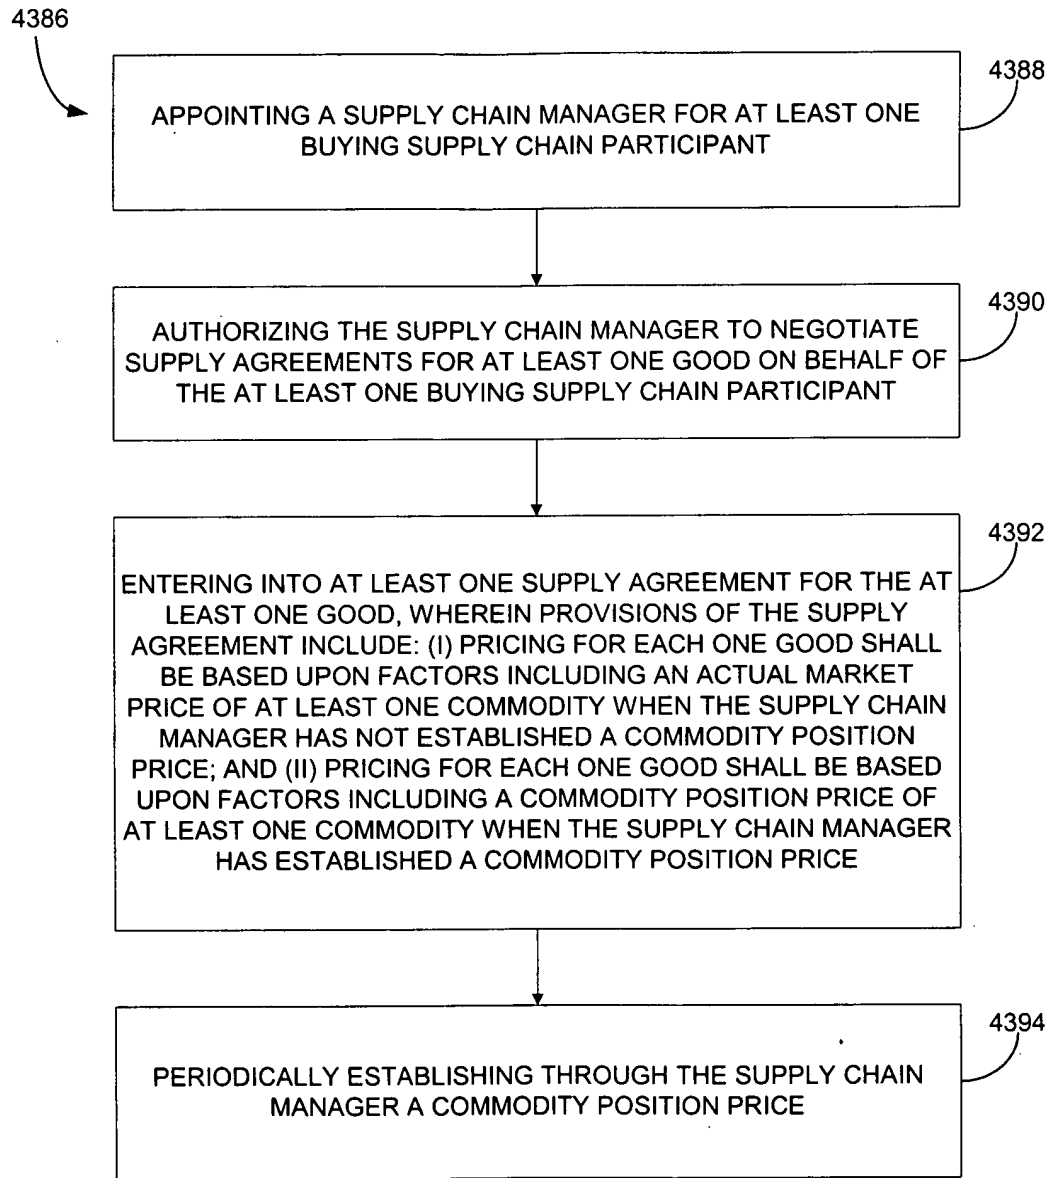 4386
4388
APPOINTING A SUPPLY CHAIN MANAGER FOR AT LEAST ONE
BUYING SUPPLY CHAIN PARTICIPANT
4390
AUTHORIZING THE SUPPLY CHAIN MANAGER TO NEGOTIATE
SUPPLY AGREEMENTS FOR AT LEAST ONE GOOD ON BEHALF OF
THE AT LEAST ONE BUYING SUPPLY CHAIN PARTICIPANT
4392
ENTERING INTO AT LEAST ONE SUPPLY AGREEMENT FOR THE AT
LEAST ONE GOOD, WHEREIN PROVISIONS OF THE SUPPLY
AGREEMENT INCLUDE: (I) PRICING FOR EACH ONE GOOD SHALL
BE BASED UPON FACTORS INCLUDING AN ACTUAL MARKET
PRICE OF AT LEAST ONE COMMODITY WHEN THE SUPPLY CHAIN
MANAGER HAS NOT ESTABLISHED A COMMODITY POSITION
PRICE; AND (II) PRICING FOR EACH ONE GOOD SHALL BE BASED
UPON FACTORS INCLUDING A COMMODITY POSITION PRICE OF
AT LEAST ONE COMMODITY WHEN THE SUPPLY CHAIN MANAGER
HAS ESTABLISHED A COMMODITY POSITION PRICE
4394
PERIODICALLY ESTABLISHING THROUGH THE SUPPLY CHAIN
MANAGER A COMMODITY POSITION PRICE